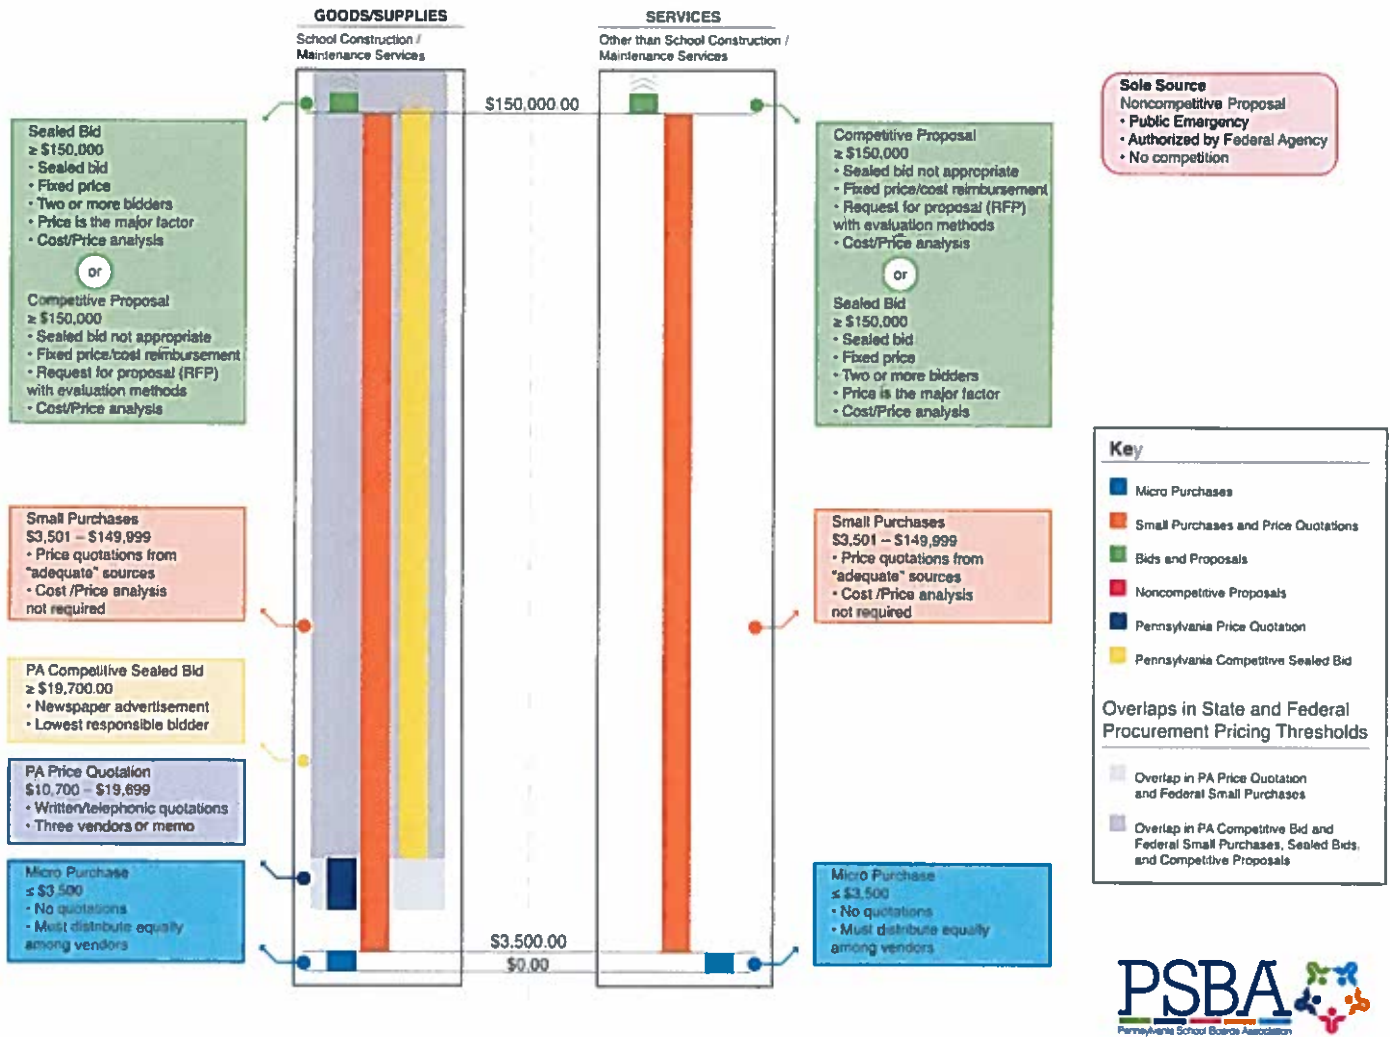 GOODS/SUPPLIES
School Construction /
Maintenance Services
SERVICES
Other than School Construction /
Maintenance Services
$150,000.00
$3,500.00
$0.00
Sealed Bid
≥ $150,000
• Sealed bid
• Fixed price
• Two or more bidders
• Price is the major factor
• Cost/Price analysis
or
Competitive Proposal
≥ $150,000
• Sealed bid not appropriate
• Fixed price/cost reimbursement
• Request for proposal (RFP)
with evaluation methods
• Cost/Price analysis
Small Purchases
$3,501 – $149,999
• Price quotations from
"adequate" sources
• Cost /Price analysis
not required
PA Competitive Sealed Bid
≥ $19,700.00
• Newspaper advertisement
• Lowest responsible bidder
PA Price Quotation
$10,700 – $19,699
• Written/telephonic quotations
• Three vendors or memo
Micro Purchase
≤ $3,500
• No quotations
• Must distribute equally
among vendors
Competitive Proposal
≥ $150,000
• Sealed bid not appropriate
• Fixed price/cost reimbursement
• Request for proposal (RFP)
with evaluation methods
• Cost/Price analysis
or
Sealed Bid
≥ $150,000
• Sealed bid
• Fixed price
• Two or more bidders
• Price is the major factor
• Cost/Price analysis
Small Purchases
$3,501 – $149,999
• Price quotations from
"adequate" sources
• Cost /Price analysis
not required
Micro Purchase
≤ $3,500
• No quotations
• Must distribute equally
among vendors
Sole Source
Noncompetitive Proposal
• Public Emergency
• Authorized by Federal Agency
• No competition
Key
Micro Purchases
Small Purchases and Price Quotations
Bids and Proposals
Noncompetitive Proposals
Pennsylvania Price Quotation
Pennsylvania Competitive Sealed Bid
Overlaps in State and Federal
Procurement Pricing Thresholds
Overlap in PA Price Quotation
and Federal Small Purchases
Overlap in PA Competitive Bid and
Federal Small Purchases, Sealed Bids,
and Competitive Proposals
PSBA
Pennsylvania School Boards Association